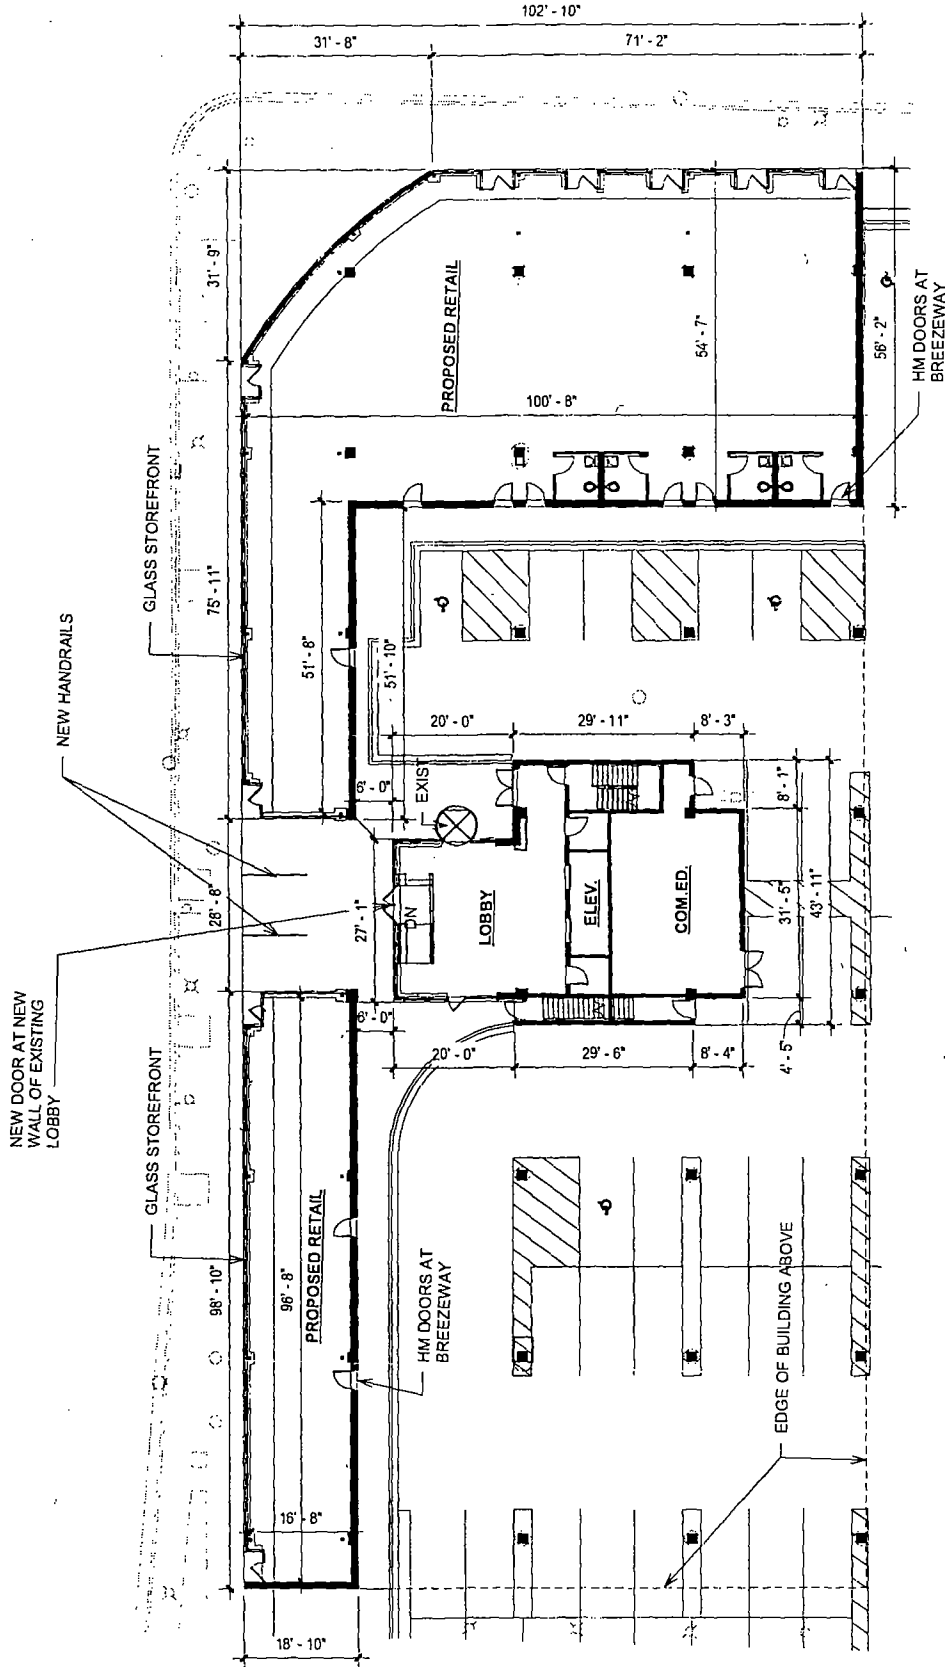 102' - 10"
31' - 8"
71' - 2"
31' - 9"
PROPOSED RETAIL
54' - 7"
56' - 2"
HM DOORS AT
BREEZEWAY
100' - 8"
GLASS STOREFRONT
75' - 11"
NEW HANDRAILS
51' - 8"
51' - 10"
20' - 0"
29' - 11"
8' - 3"
6' - 0"
EXIST
8' - 1"
28' - 8"
27' - 1"
DN
LOBBY
ELEV.
COM.ED.
31' - 5"
43' - 11"
NEW DOOR AT NEW
WALL OF EXISTING
LOBBY
6' - 0"
20' - 0"
29' - 6"
8' - 4"
4' - 5"
GLASS STOREFRONT
98' - 10"
96' - 8"
PROPOSED RETAIL
HM DOORS AT
BREEZEWAY
EDGE OF BUILDING ABOVE
16' - 8"
18' - 10"